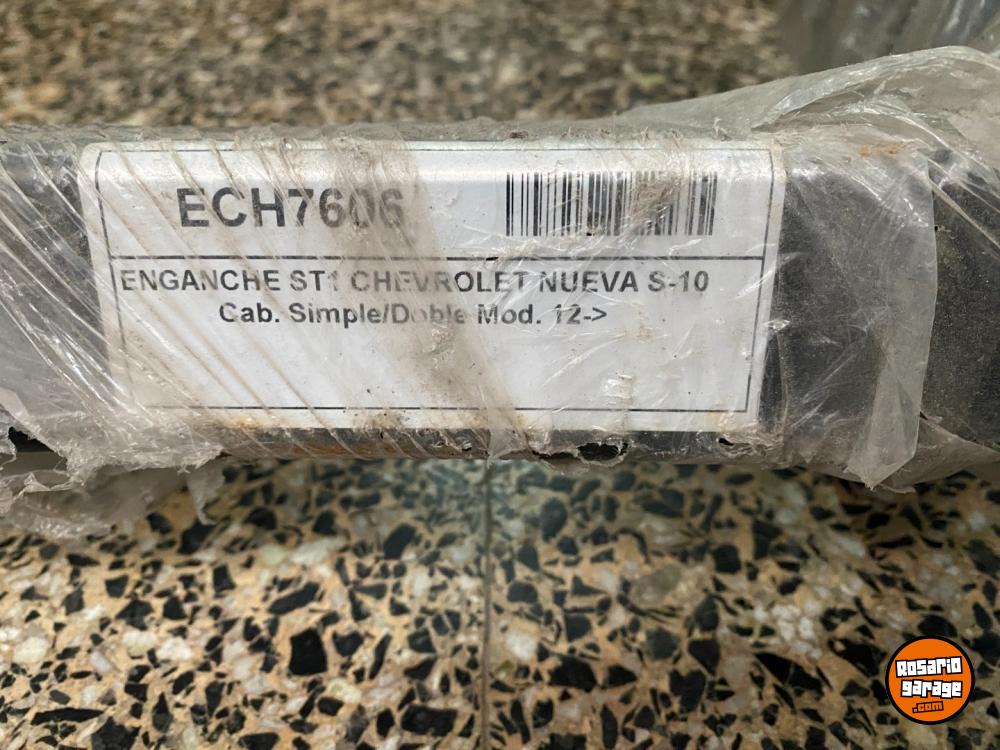 ECH7606
ENGANCHE ST1 CHEVROLET NUEVA S-10
Cab. Simple/Doble Mod. 12->
Rosario
garage
.com